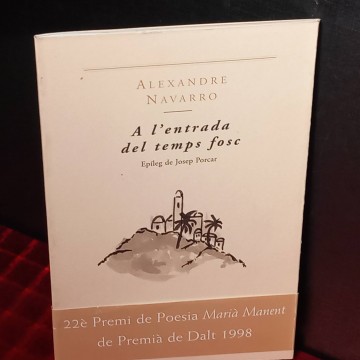 ALEXANDRE
NAVARRO
A l'entrada
del temps fosc
Epíleg de Josep Porcar
22è Premi de Poesia Marià Manent
de Premià de Dalt 1998